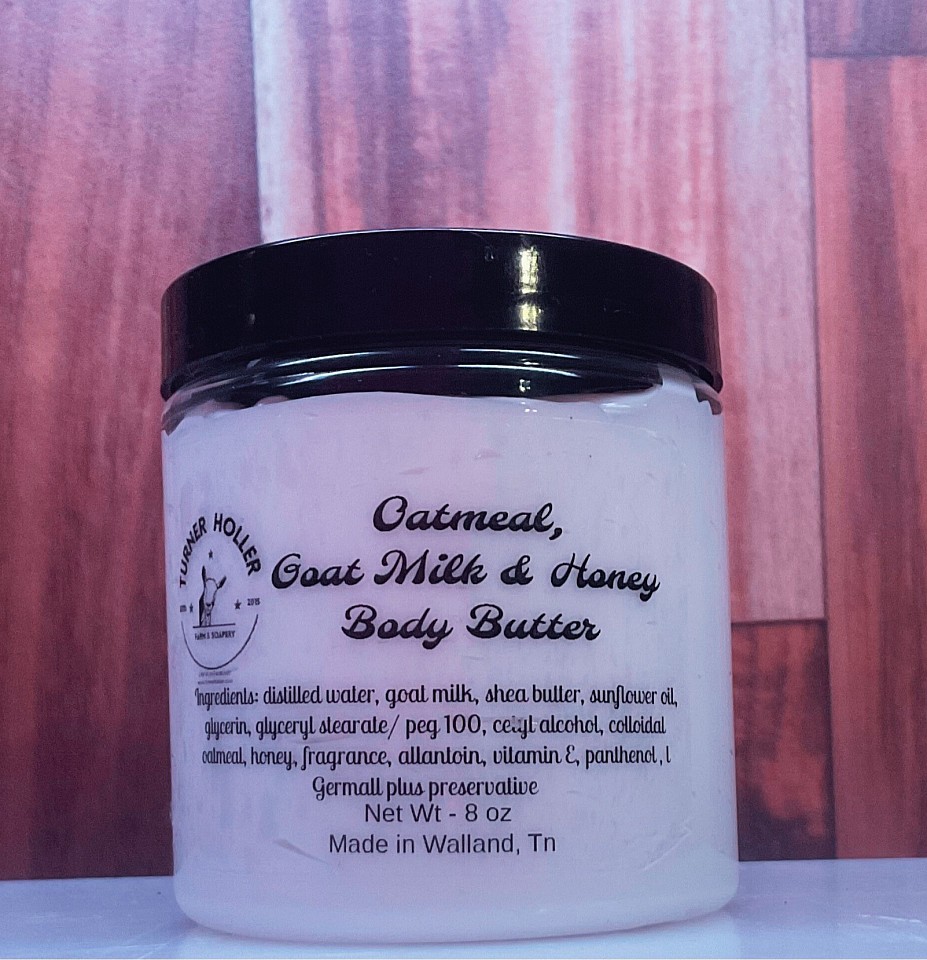 TURNER HOLLER
2015
FARM & SOAPERY
Oatmeal,
Goat Milk & Honey
Body Butter
Ingredients: distilled water, goat milk, shea butter, sunflower oil,
glycerin, glyceryl stearate/ peg 100, cetyl alcohol, colloidal
oatmeal, honey, fragrance, allantoin, vitamin E, panthenol, l
Germall plus preservative
Net Wt - 8 oz
Made in Walland, Tn